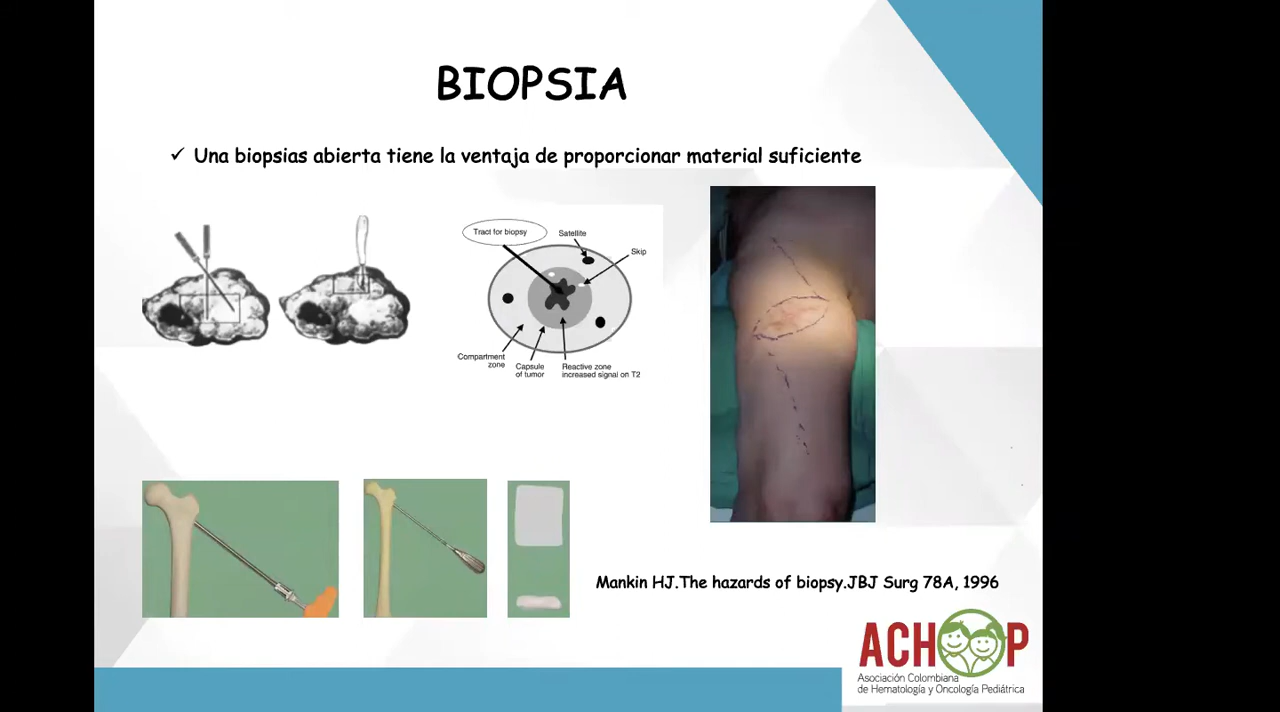 BIOPSIA
✓ Una biopsias abierta tiene la ventaja de proporcionar material suficiente
Tract for biopsy
Satellite
Skip
Compartment
zone
Capsule
of tumor
Reactive zone
increased signal on T2
Mankin HJ.The hazards of biopsy.JBJ Surg 78A, 1996
ACHOP
Asociación Colombiana
de Hematología y Oncología Pediátrica